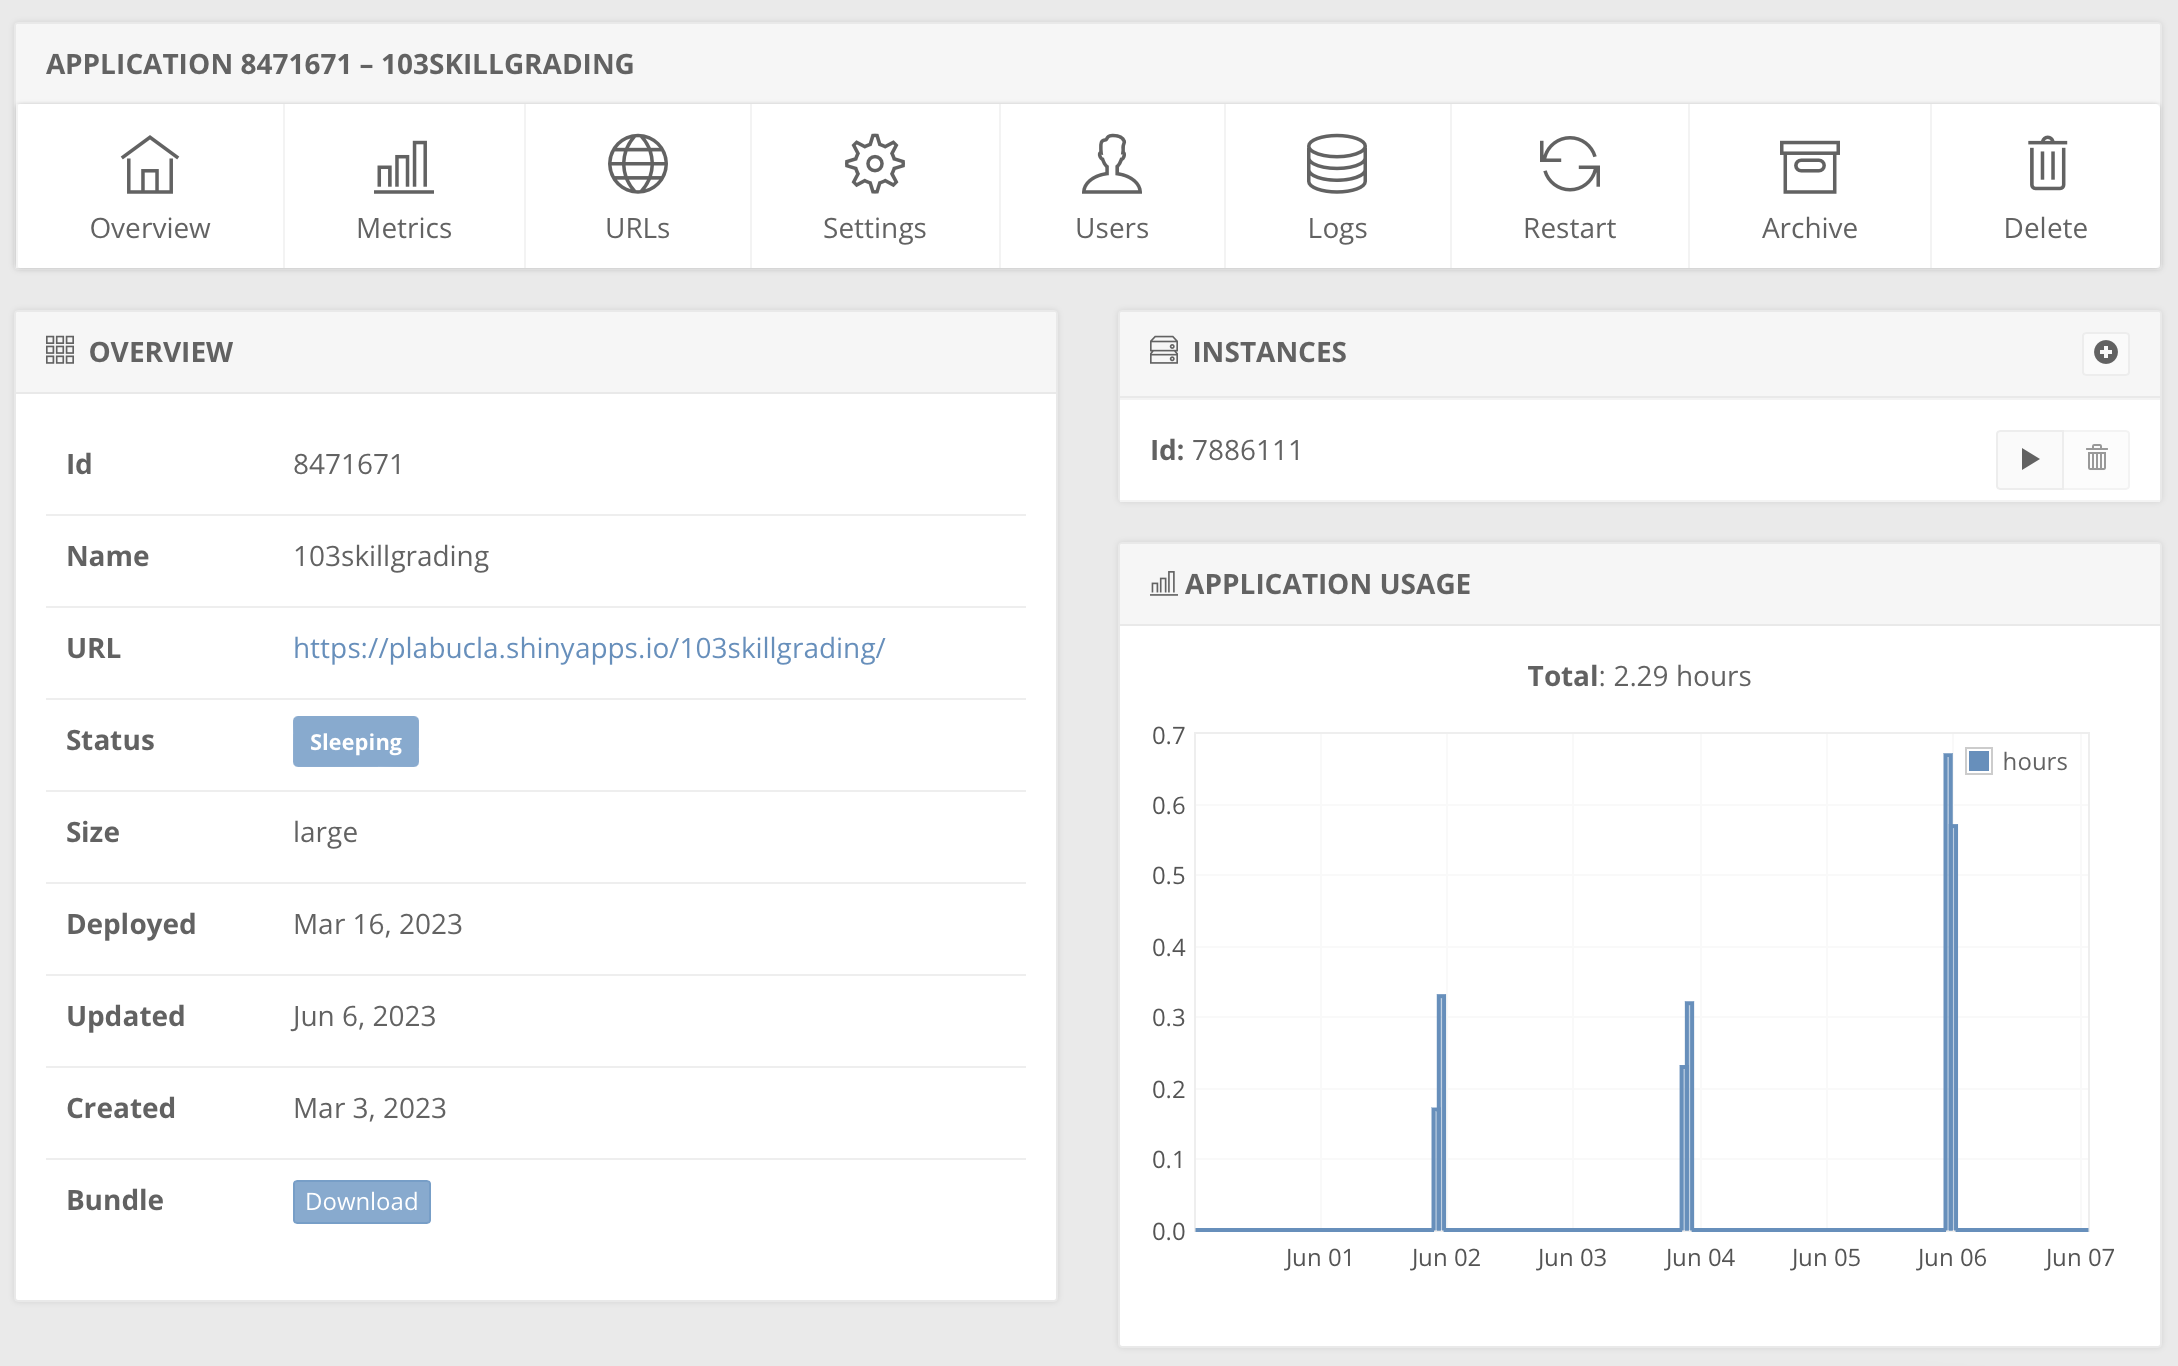 APPLICATION 8471671 – 103SKILLGRADING
Overview
Metrics
URLs
Settings
Users
Logs
Restart
Archive
Delete
OVERVIEW
Id 8471671
Name 103skillgrading
URL https://plabucla.shinyapps.io/103skillgrading/
Status Sleeping
Size large
Deployed Mar 16, 2023
Updated Jun 6, 2023
Created Mar 3, 2023
Bundle Download
INSTANCES
Id: 7886111
APPLICATION USAGE
Total: 2.29 hours
hours
0.7
0.6
0.5
0.4
0.3
0.2
0.1
0.0
Jun 01 Jun 02 Jun 03 Jun 04 Jun 05 Jun 06 Jun 07